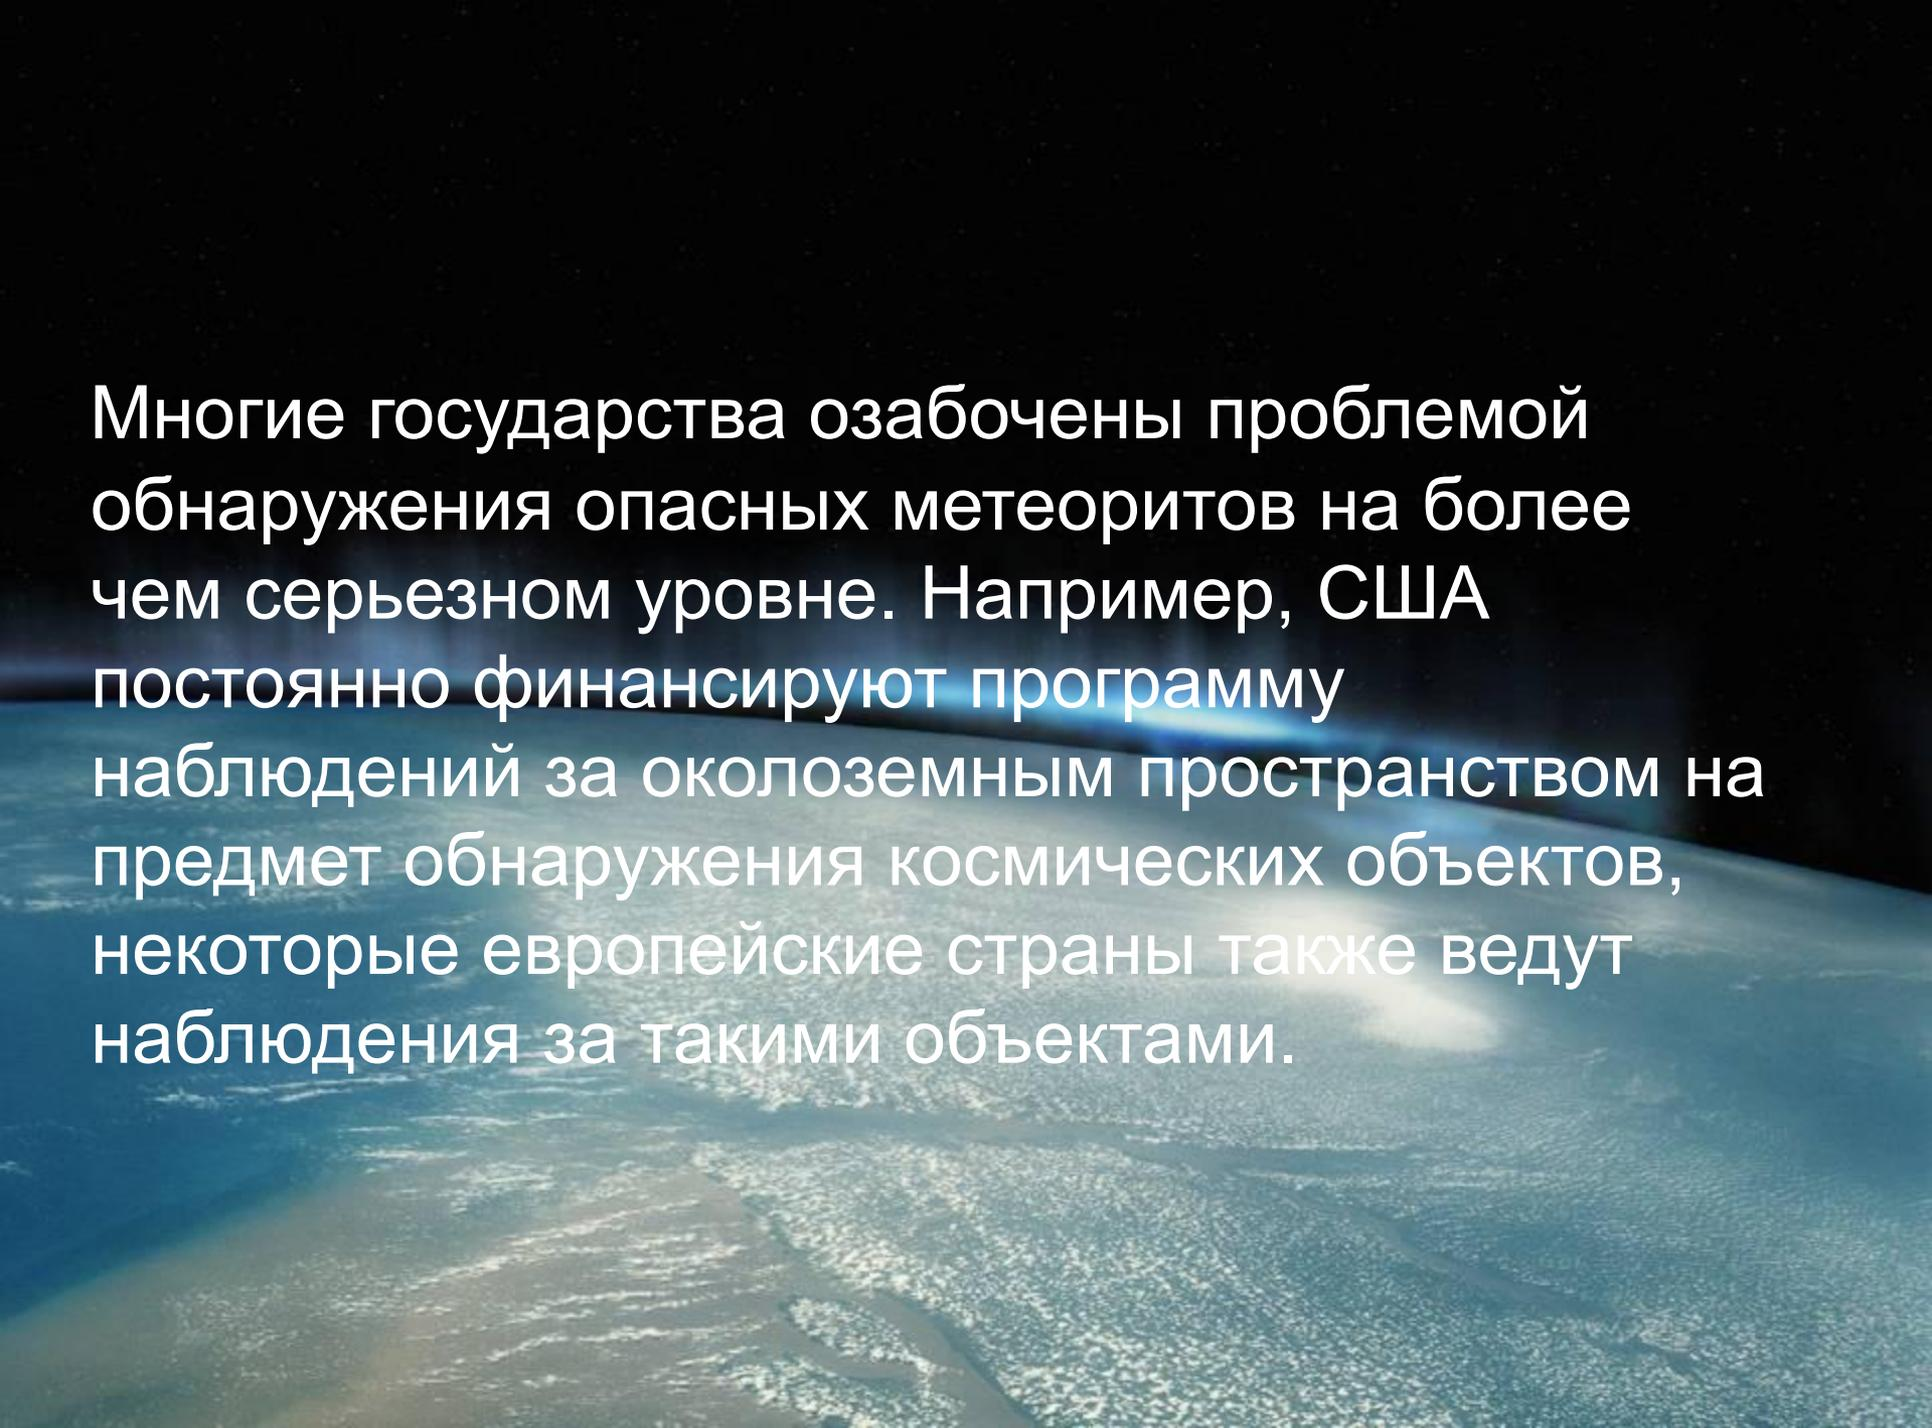 Многие государства озабочены проблемой
обнаружения опасных метеоритов на более
чем серьезном уровне. Например, США
постоянно финансируют программу
наблюдений за околоземным пространством на
предмет обнаружения космических объектов,
некоторые европейские страны также ведут
наблюдения за такими объектами.